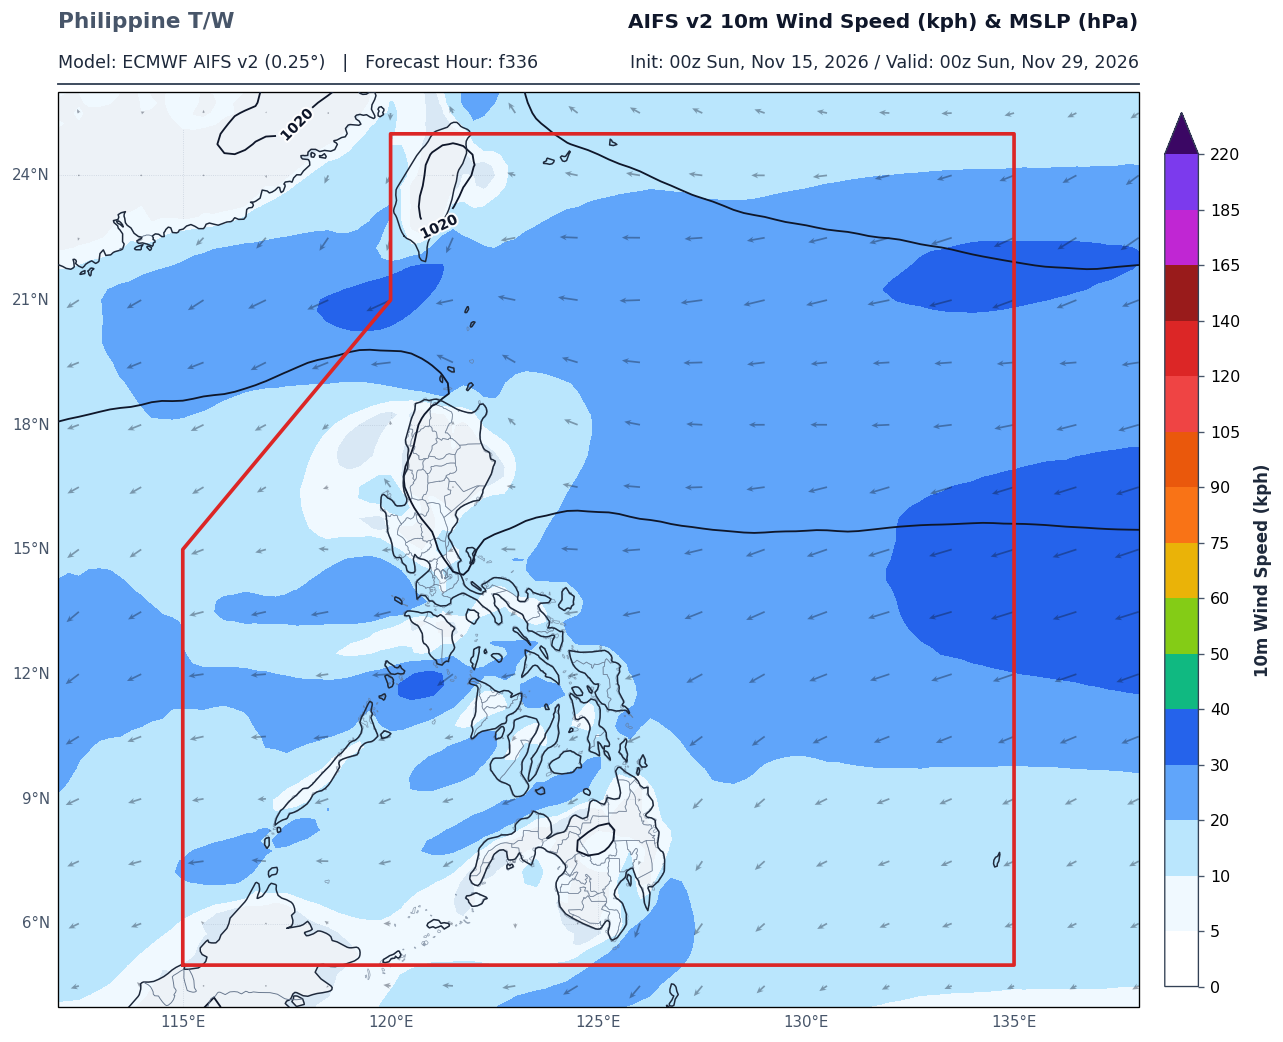 Philippine T/W
AIFS v2 10m Wind Speed (kph) & MSLP (hPa)
Model: ECMWF AIFS v2 (0.25°) | Forecast Hour: f336
Init: 00z Sun, Nov 15, 2026 / Valid: 00z Sun, Nov 29, 2026
1020
1020
24°N
21°N
18°N
15°N
12°N
9°N
6°N
115°E
120°E
125°E
130°E
135°E
220
185
165
140
120
105
90
75
60
50
40
30
20
10
5
0
10m Wind Speed (kph)